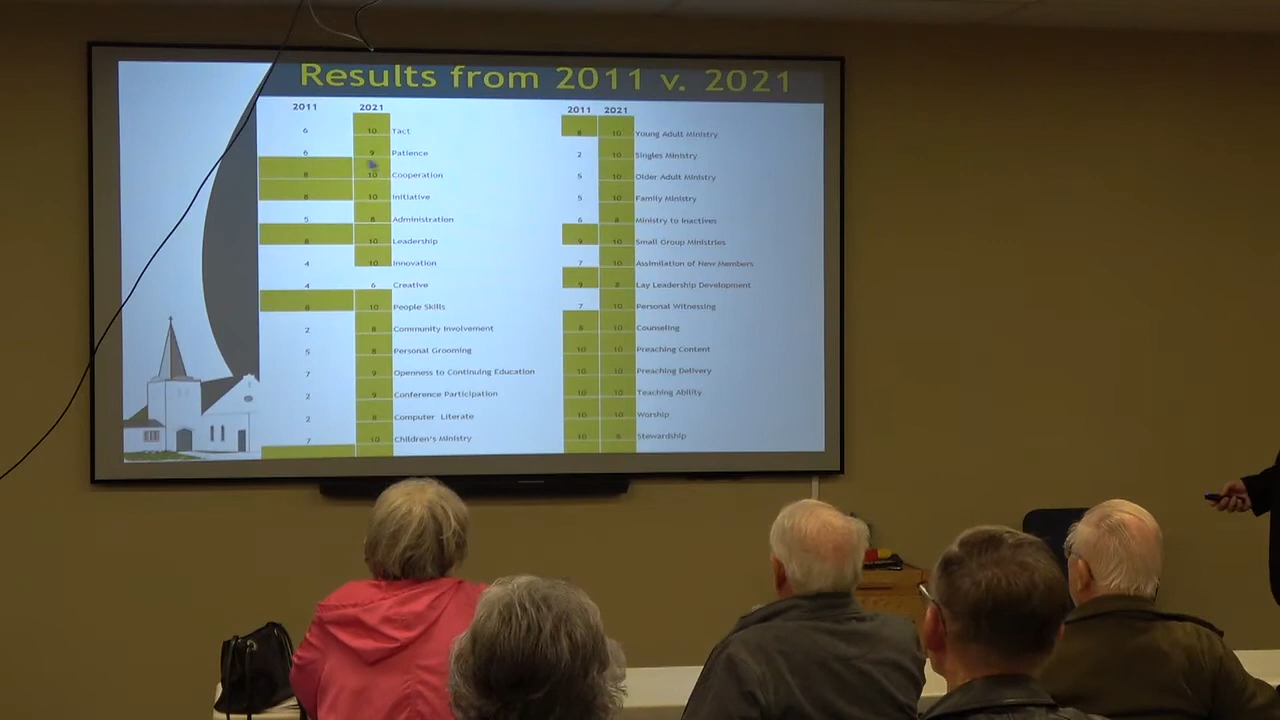 Results from 2011 v. 2021
2011 2021
6 10 Tact
6 9 Patience
8 10 Cooperation
8 10 Initiative
5 8 Administration
8 10 Leadership
4 10 Innovation
4 6 Creative
8 10 People Skills
2 8 Community Involvement
5 8 Personal Grooming
7 9 Openness to Continuing Education
2 9 Conference Participation
2 8 Computer Literate
7 10 Children's Ministry
2011 2021
8 10 Young Adult Ministry
2 10 Singles Ministry
5 10 Older Adult Ministry
5 10 Family Ministry
6 8 Ministry to Inactives
9 10 Small Group Ministries
7 10 Assimilation of New Members
9 8 Lay Leadership Development
7 10 Personal Witnessing
8 10 Counseling
10 10 Preaching Content
10 10 Preaching Delivery
10 10 Teaching Ability
10 10 Worship
10 8 Stewardship